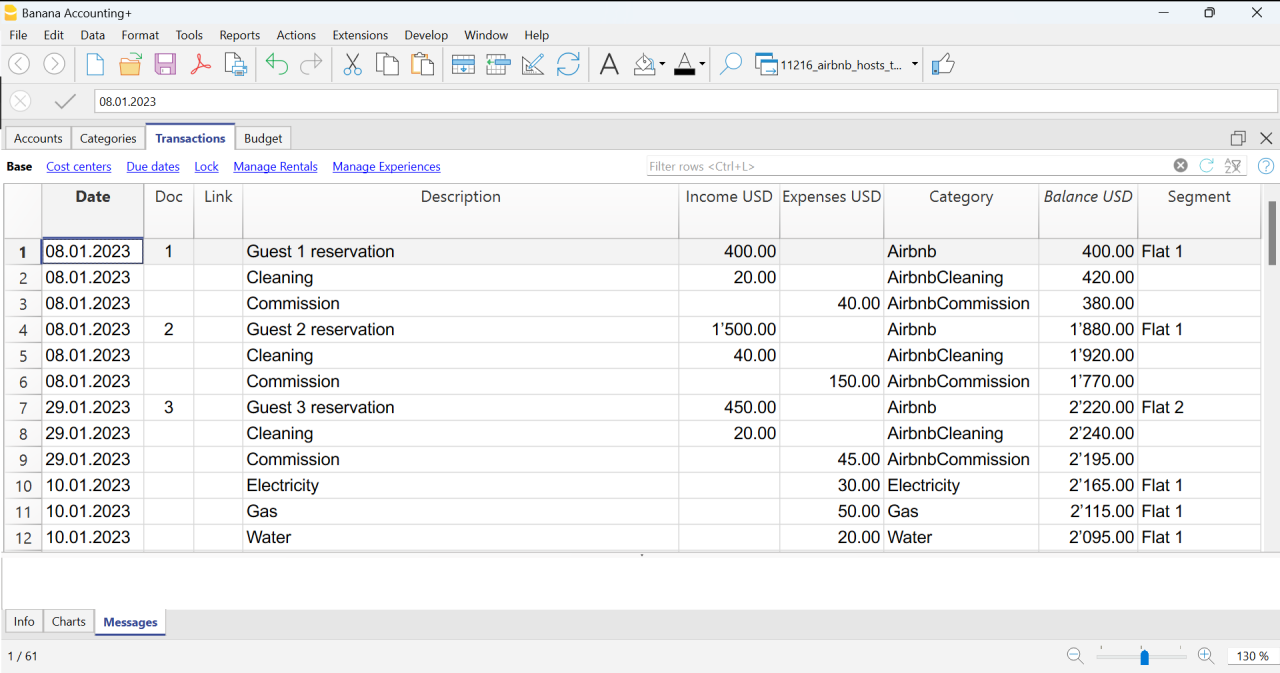 Banana Accounting+
File Edit Data Format Tools Reports Actions Extensions Develop Window Help
11216_airbnb_hosts_t...
08.01.2023
Accounts Categories Transactions Budget
Base Cost centers Due dates Lock Manage Rentals Manage Experiences Filter rows <Ctrl+L>
Date Doc Link Description Income USD Expenses USD Category Balance USD Segment
1 08.01.2023 1 Guest 1 reservation 400.00 Airbnb 400.00 Flat 1
2 08.01.2023 Cleaning 20.00 AirbnbCleaning 420.00
3 08.01.2023 Commission 40.00 AirbnbCommission 380.00
4 08.01.2023 2 Guest 2 reservation 1’500.00 Airbnb 1’880.00 Flat 1
5 08.01.2023 Cleaning 40.00 AirbnbCleaning 1’920.00
6 08.01.2023 Commission 150.00 AirbnbCommission 1’770.00
7 29.01.2023 3 Guest 3 reservation 450.00 Airbnb 2’220.00 Flat 2
8 29.01.2023 Cleaning 20.00 AirbnbCleaning 2’240.00
9 29.01.2023 Commission 45.00 AirbnbCommission 2’195.00
10 10.01.2023 Electricity 30.00 Electricity 2’165.00 Flat 1
11 10.01.2023 Gas 50.00 Gas 2’115.00 Flat 1
12 10.01.2023 Water 20.00 Water 2’095.00 Flat 1
Info Charts Messages
1 / 61 130 %